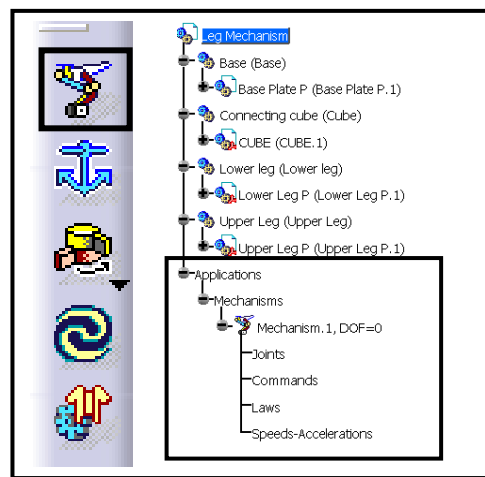 Leg Mechanism
Base (Base)
Base Plate P (Base Plate P.1)
Connecting cube (Cube)
CUBE (CUBE.1)
Lower leg (Lower leg)
Lower Leg P (Lower Leg P.1)
Upper Leg (Upper Leg)
Upper Leg P (Upper Leg P.1)
Applications
Mechanisms
Mechanism.1, DOF=0
Joints
Commands
Laws
Speeds-Accelerations